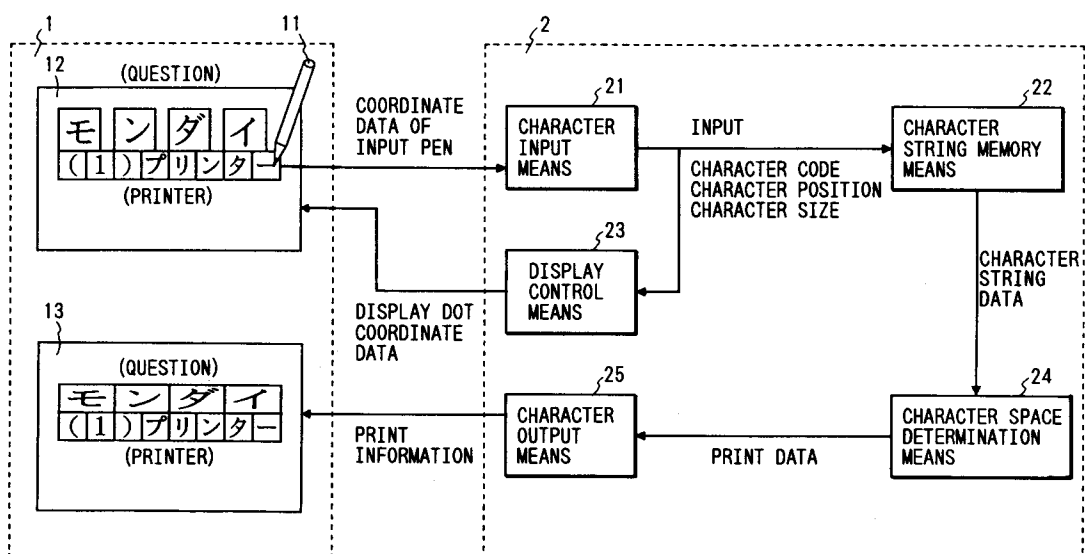 1
11
12
(QUESTION)
モンダイ
(1)プリンター
(PRINTER)
COORDINATE
DATA OF
INPUT PEN
2
21
CHARACTER
INPUT
MEANS
INPUT
CHARACTER CODE
CHARACTER POSITION
CHARACTER SIZE
22
CHARACTER
STRING MEMORY
MEANS
23
DISPLAY
CONTROL
MEANS
DISPLAY DOT
COORDINATE
DATA
CHARACTER
STRING
DATA
13
(QUESTION)
モンダイ
(1)プリンター
(PRINTER)
PRINT
INFORMATION
25
CHARACTER
OUTPUT
MEANS
PRINT DATA
24
CHARACTER SPACE
DETERMINATION
MEANS